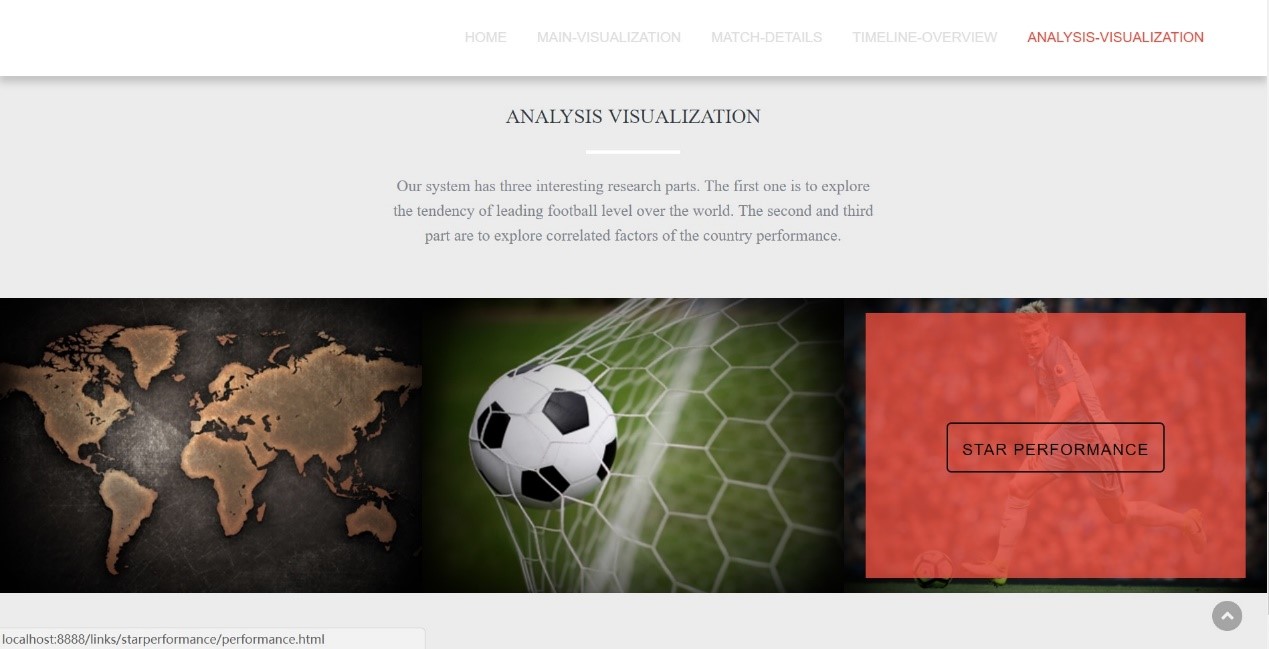 HOME MAIN-VISUALIZATION MATCH-DETAILS TIMELINE-OVERVIEW ANALYSIS-VISUALIZATION
ANALYSIS VISUALIZATION
Our system has three interesting research parts. The first one is to explore
the tendency of leading football level over the world. The second and third
part are to explore correlated factors of the country performance.
STAR PERFORMANCE
localhost:8888/links/starperformance/performance.html